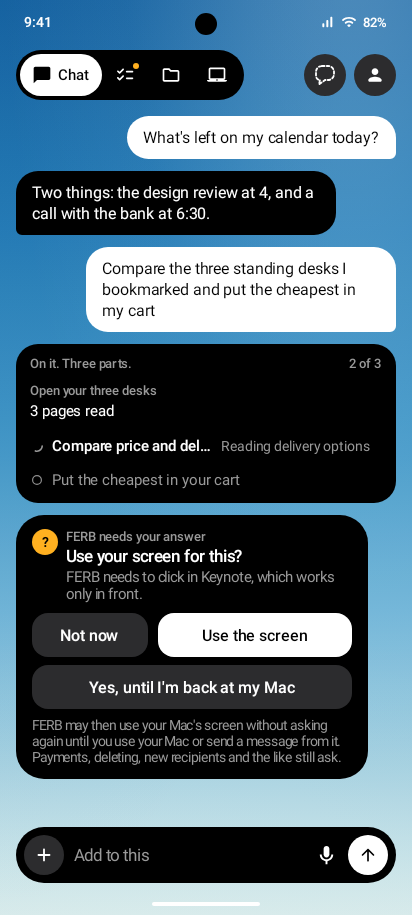 9:41
82%
Chat
What's left on my calendar today?
Two things: the design review at 4, and a
call with the bank at 6:30.
Compare the three standing desks I
bookmarked and put the cheapest in
my cart
On it. Three parts.
2 of 3
Open your three desks
3 pages read
Compare price and del...
Reading delivery options
Put the cheapest in your cart
?
FERB needs your answer
Use your screen for this?
FERB needs to click in Keynote, which works
only in front.
Not now
Use the screen
Yes, until I'm back at my Mac
FERB may then use your Mac's screen without asking
again until you use your Mac or send a message from it.
Payments, deleting, new recipients and the like still ask.
Add to this